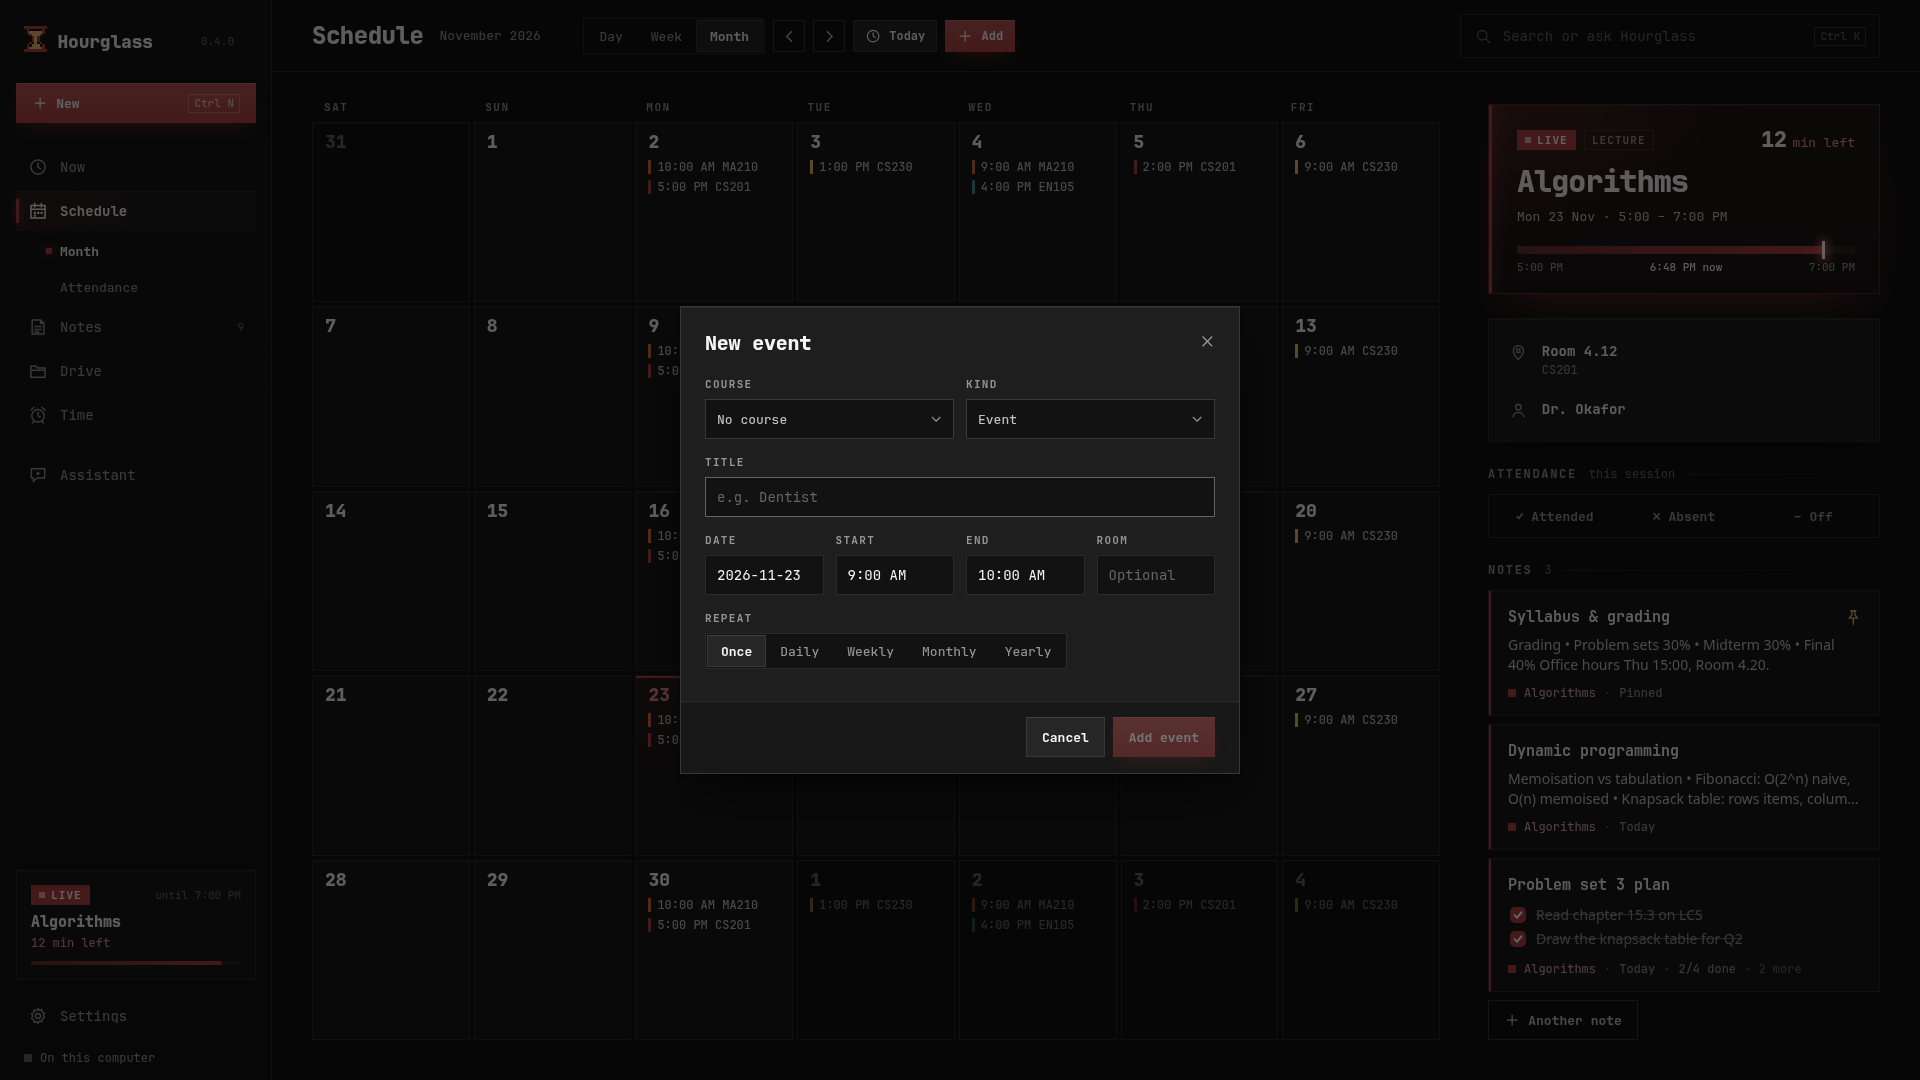 Hourglass
0.4.0
New
Ctrl N
Now
Schedule
Month
Attendance
Notes
9
Drive
Time
Assistant
LIVE
until 7:00 PM
Algorithms
12 min left
Settings
On this computer
Schedule
November 2026
Day
Week
Month
Today
Add
Search or ask Hourglass
Ctrl K
SAT
SUN
MON
TUE
WED
THU
FRI
31
1
2
10:00 AM MA210
5:00 PM CS201
3
1:00 PM CS230
4
9:00 AM MA210
4:00 PM EN105
5
2:00 PM CS201
6
9:00 AM CS230
7
8
9
10:
5:0
13
9:00 AM CS230
14
15
16
10:
5:0
20
9:00 AM CS230
21
22
23
10:
5:0
27
9:00 AM CS230
28
29
30
10:00 AM MA210
5:00 PM CS201
1
1:00 PM CS230
2
9:00 AM MA210
4:00 PM EN105
3
2:00 PM CS201
4
9:00 AM CS230
New event
COURSE
No course
KIND
Event
TITLE
e.g. Dentist
DATE
2026-11-23
START
9:00 AM
END
10:00 AM
ROOM
Optional
REPEAT
Once
Daily
Weekly
Monthly
Yearly
Cancel
Add event
LIVE
LECTURE
12 min left
Algorithms
Mon 23 Nov · 5:00 – 7:00 PM
5:00 PM
6:48 PM now
7:00 PM
Room 4.12
CS201
Dr. Okafor
ATTENDANCE this session
Attended
Absent
Off
NOTES 3
Syllabus & grading
Grading • Problem sets 30% • Midterm 30% • Final
40% Office hours Thu 15:00, Room 4.20.
Algorithms · Pinned
Dynamic programming
Memoisation vs tabulation • Fibonacci: O(2^n) naive,
O(n) memoised • Knapsack table: rows items, colum...
Algorithms · Today
Problem set 3 plan
Read chapter 15.3 on LCS
Draw the knapsack table for Q2
Algorithms · Today · 2/4 done · 2 more
Another note